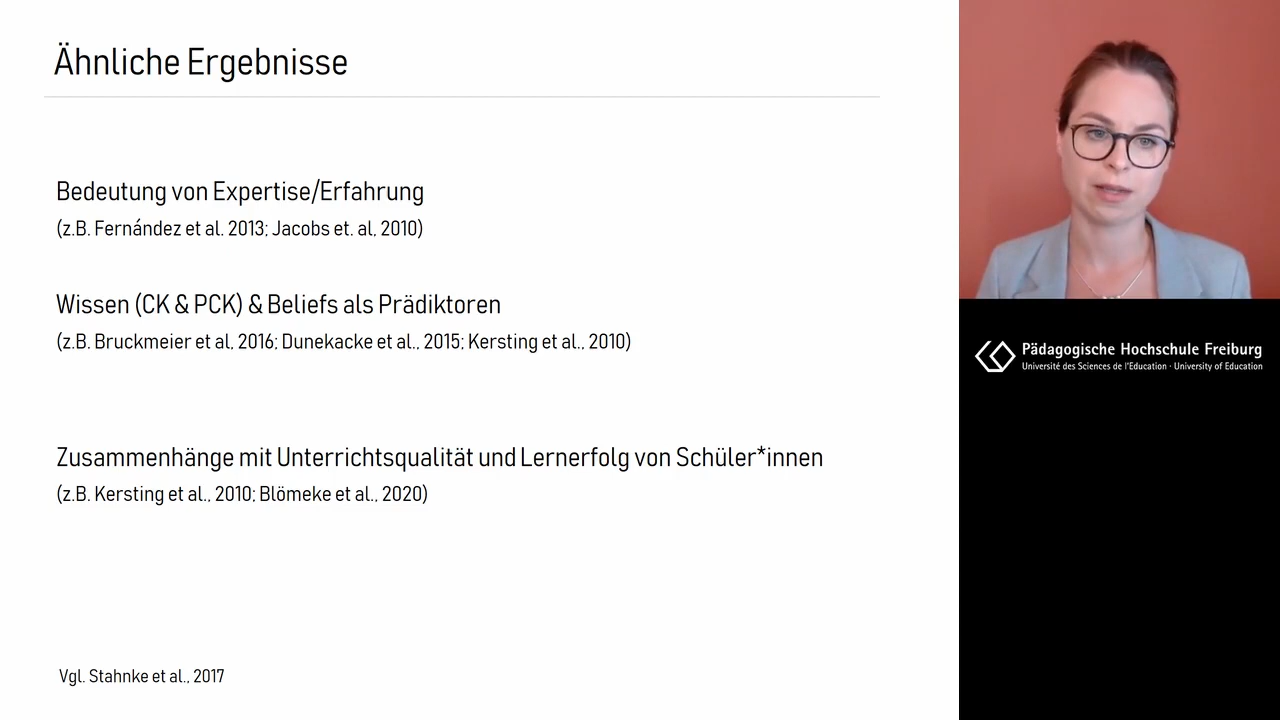 Ähnliche Ergebnisse
Bedeutung von Expertise/Erfahrung
(z.B. Fernández et al. 2013; Jacobs et. al, 2010)
Wissen (CK & PCK) & Beliefs als Prädiktoren
(z.B. Bruckmeier et al, 2016; Dunekacke et al., 2015; Kersting et al., 2010)
Zusammenhänge mit Unterrichtsqualität und Lernerfolg von Schüler*innen
(z.B. Kersting et al., 2010; Blömeke et al., 2020)
Vgl. Stahnke et al., 2017
Pädagogische Hochschule Freiburg
Université des Sciences de l'Education · University of Education